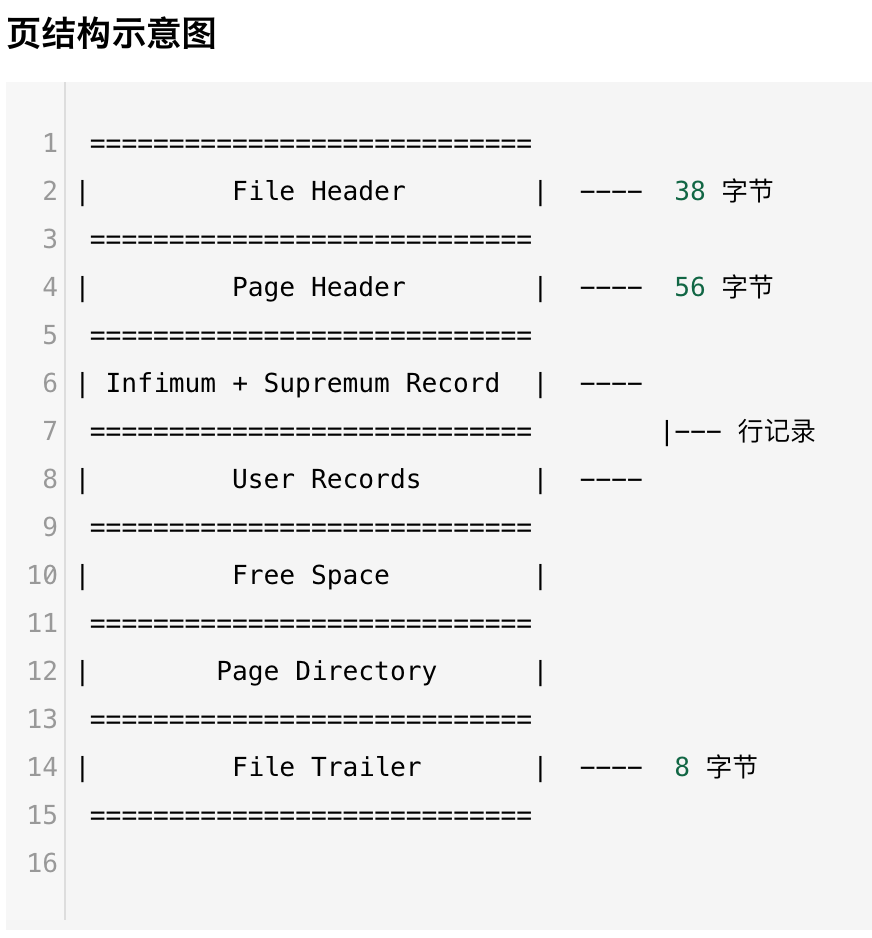 页结构示意图
1  ============================
2 |         File Header        |  ----  38 字节
3  ============================
4 |         Page Header        |  ----  56 字节
5  ============================
6 | Infimum + Supremum Record  |  ----
7  ============================        |--- 行记录
8 |         User Records       |  ----
9  ============================
10 |         Free Space         |
11  ============================
12 |        Page Directory      |
13  ============================
14 |         File Trailer       |  ----  8 字节
15  ============================
16